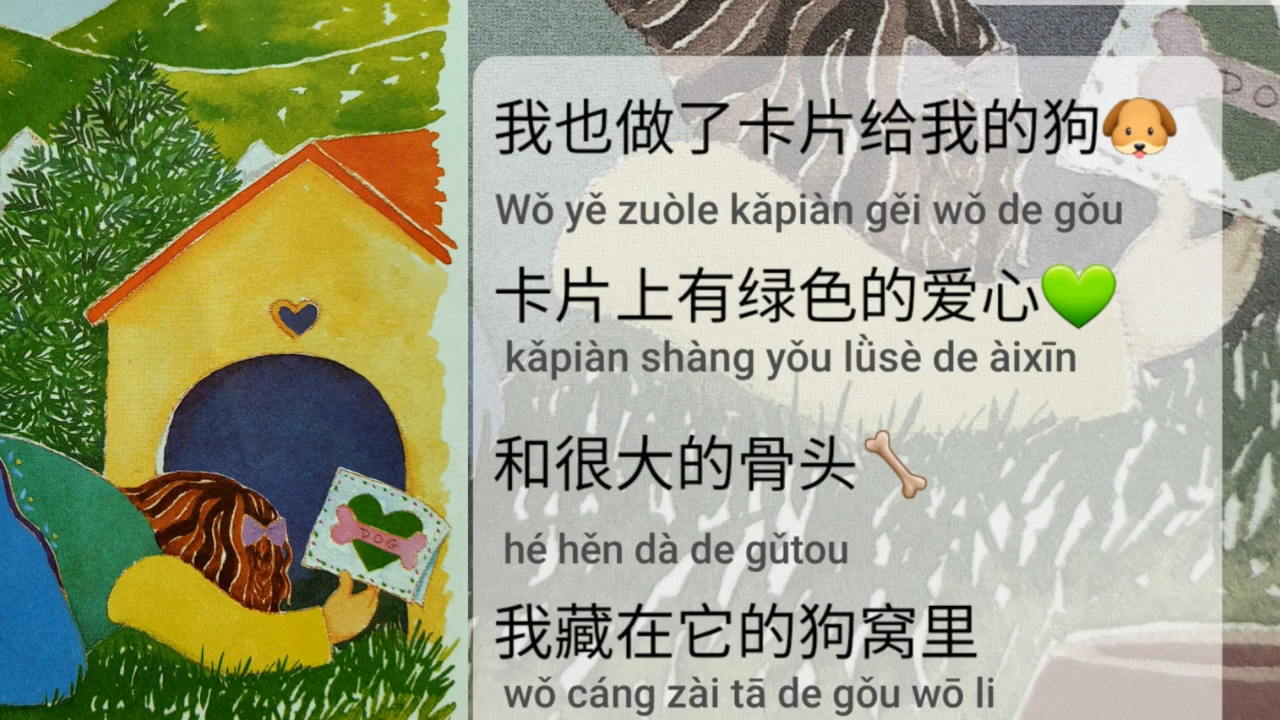 我也做了卡片给我的狗🐶
Wǒ yě zuòle kǎpiàn gěi wǒ de gǒu
卡片上有绿色的爱心💚
kǎpiàn shàng yǒu lǜsè de àixīn
和很大的骨头🦴
hé hěn dà de gǔtou
我藏在它的狗窝里
wǒ cáng zài tā de gǒu wō li
DOG